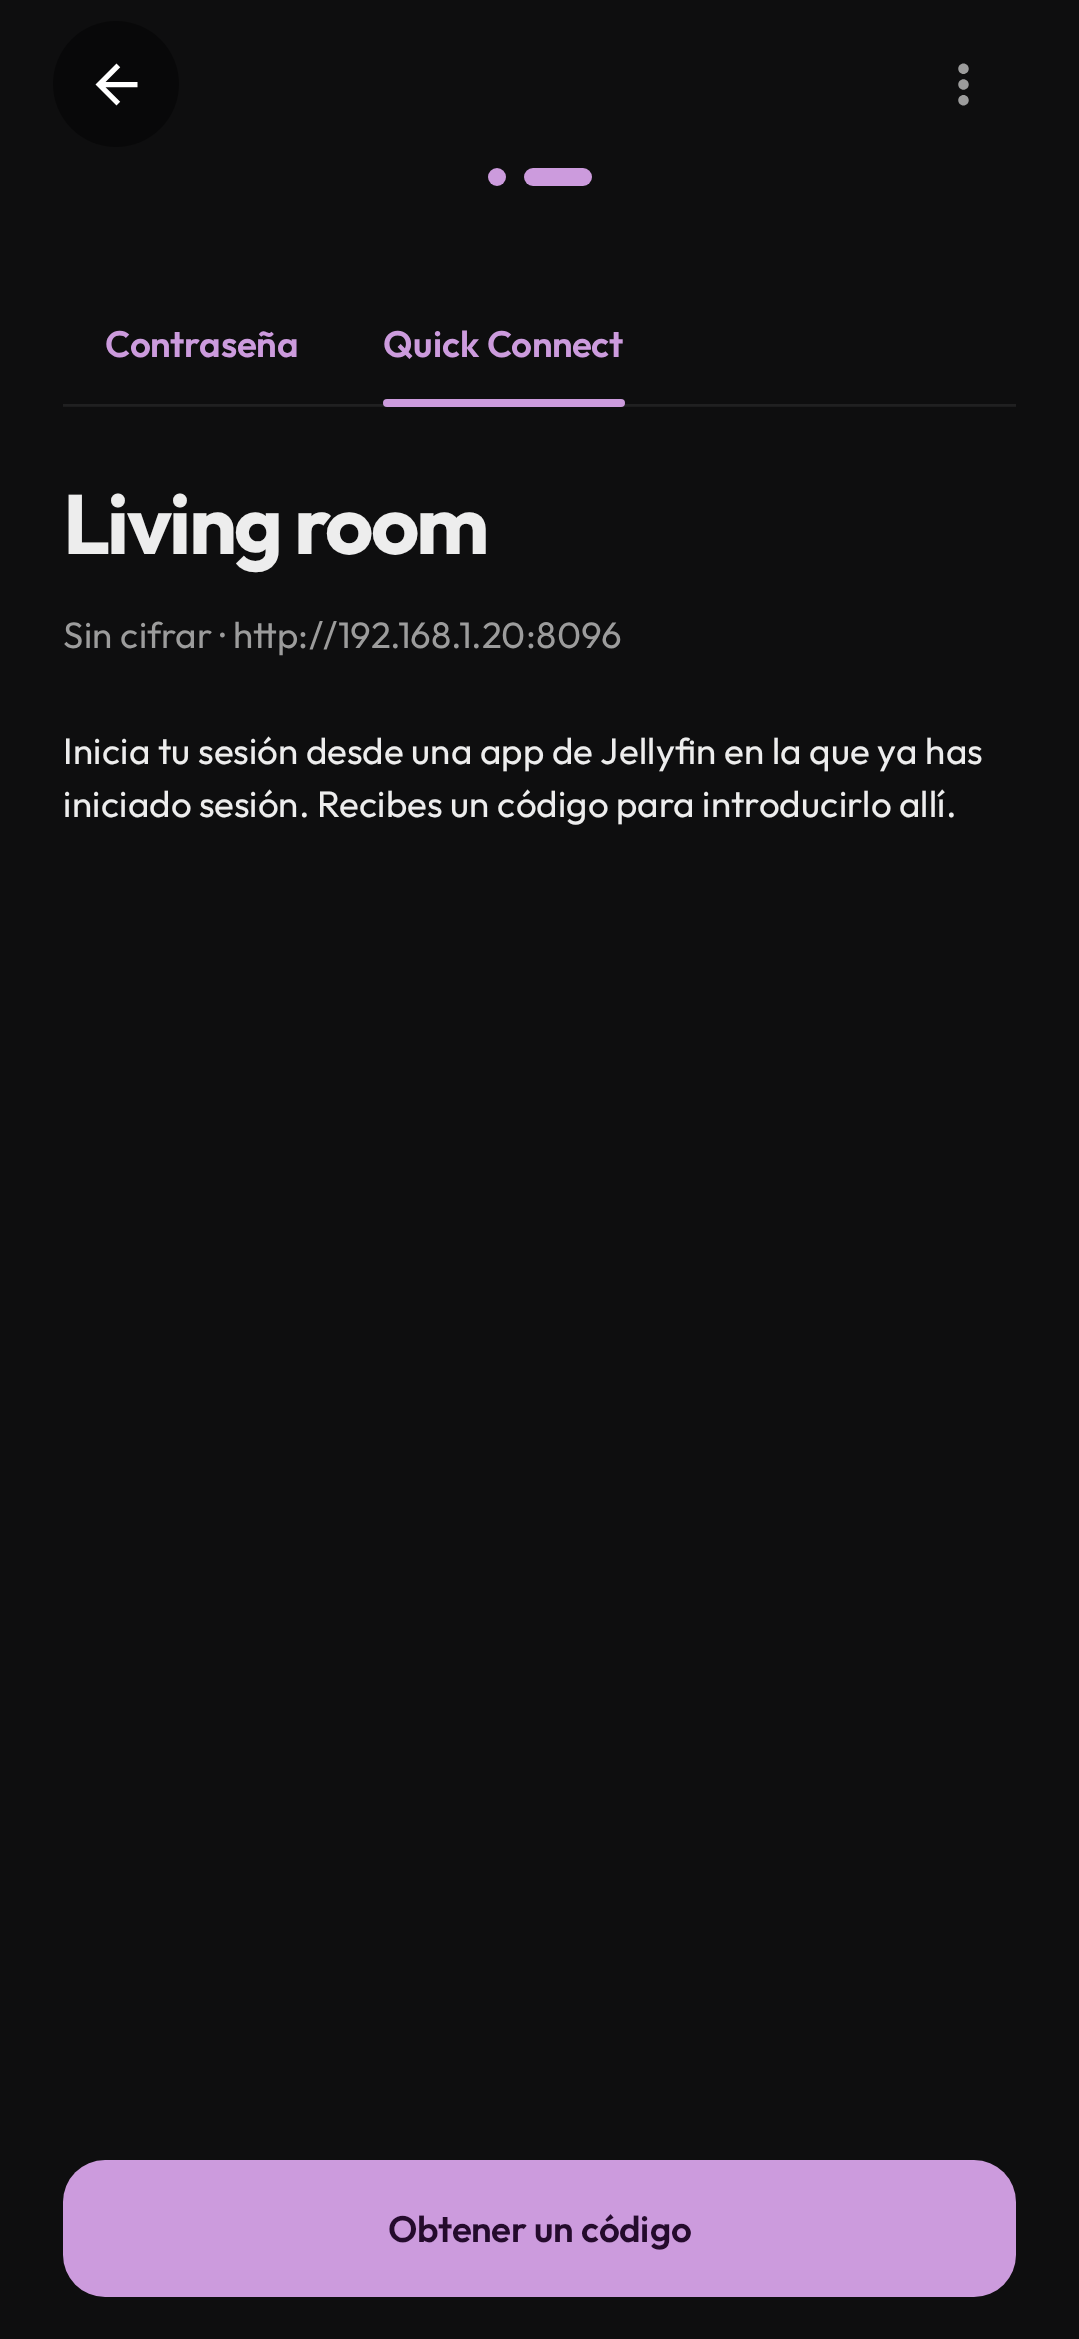 Contraseña
Quick Connect
Living room
Sin cifrar · http://192.168.1.20:8096
Inicia tu sesión desde una app de Jellyfin en la que ya has
iniciado sesión. Recibes un código para introducirlo allí.
Obtener un código